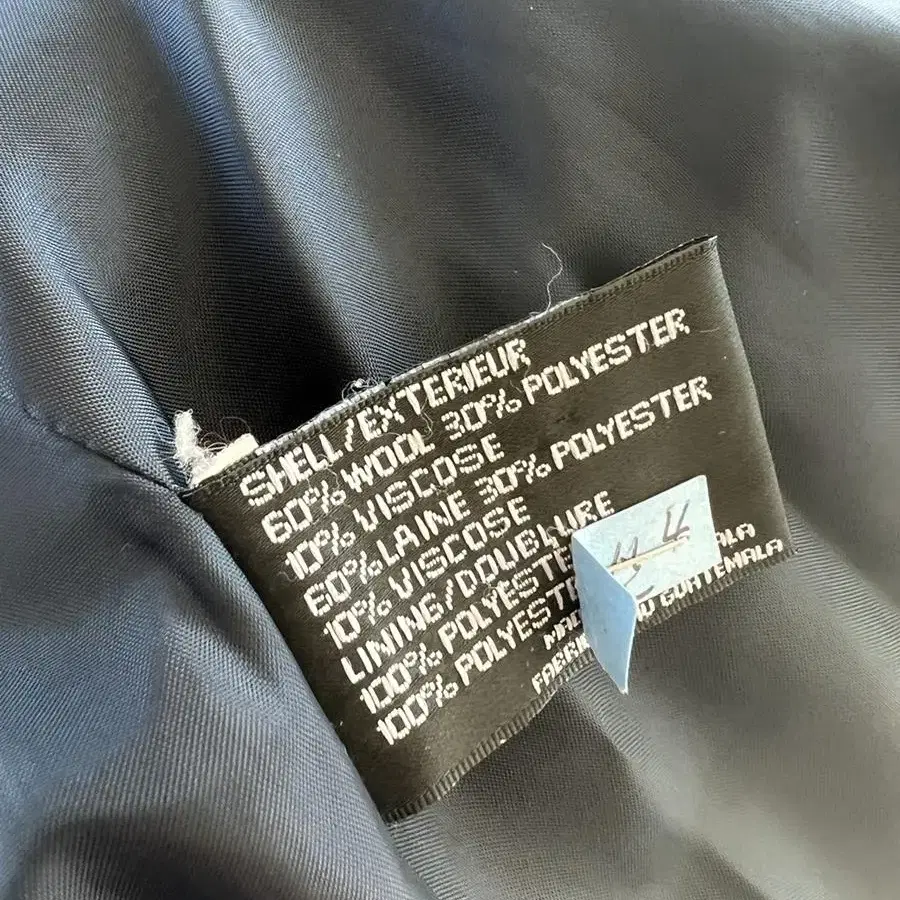 SHELL/EXTERIEUR
60% WOOL 30% POLYESTER
10% VISCOSE
60% LAINE 30% POLYESTER
10% VISCOSE
LINING/DOUBLURE
100% POLYESTER
100% POLYESTER
GUATEMALA